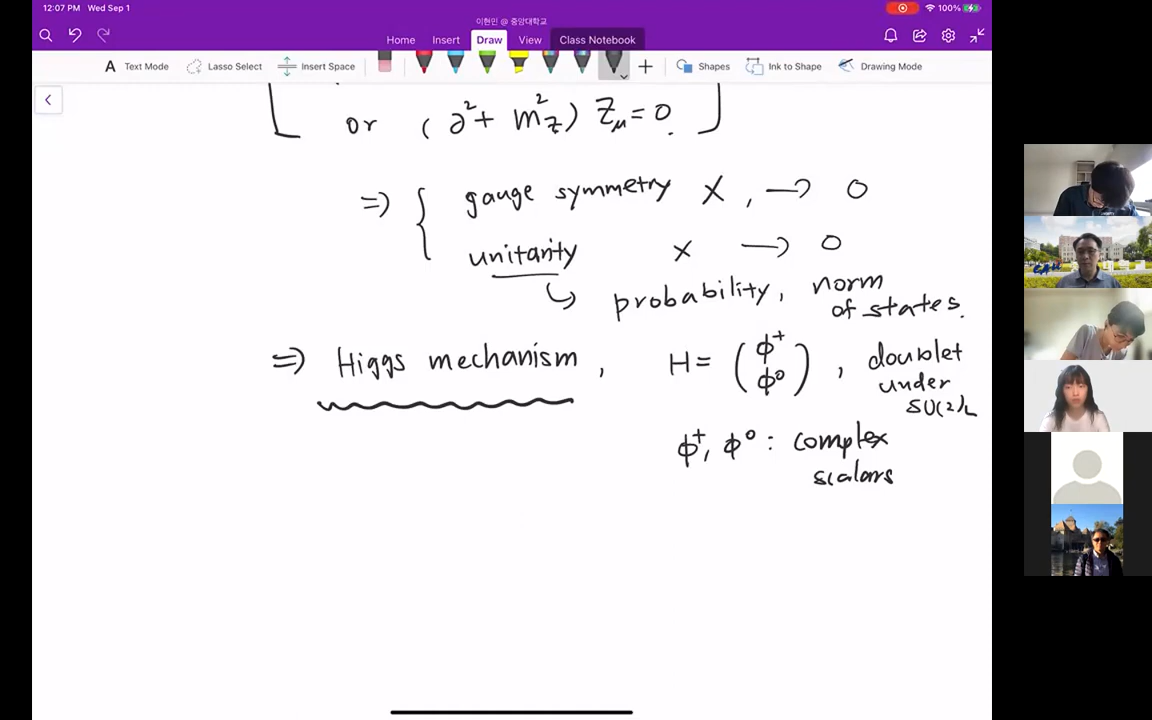 12:07 PM Wed Sep 1
100%
이현민 @ 중앙대학교
Home Insert Draw View Class Notebook
A Text Mode Lasso Select Insert Space Shapes Ink to Shape Drawing Mode
or (∂²+ m²_Z) Z_μ = 0.
⇒ { gauge symmetry X, → 0
unitarity x → 0
↳ probability, norm of states.
⇒ Higgs mechanism, H = (ϕ⁺ ϕ⁰), doublet under SU(2)_L
ϕ⁺, ϕ⁰ : complex scalars